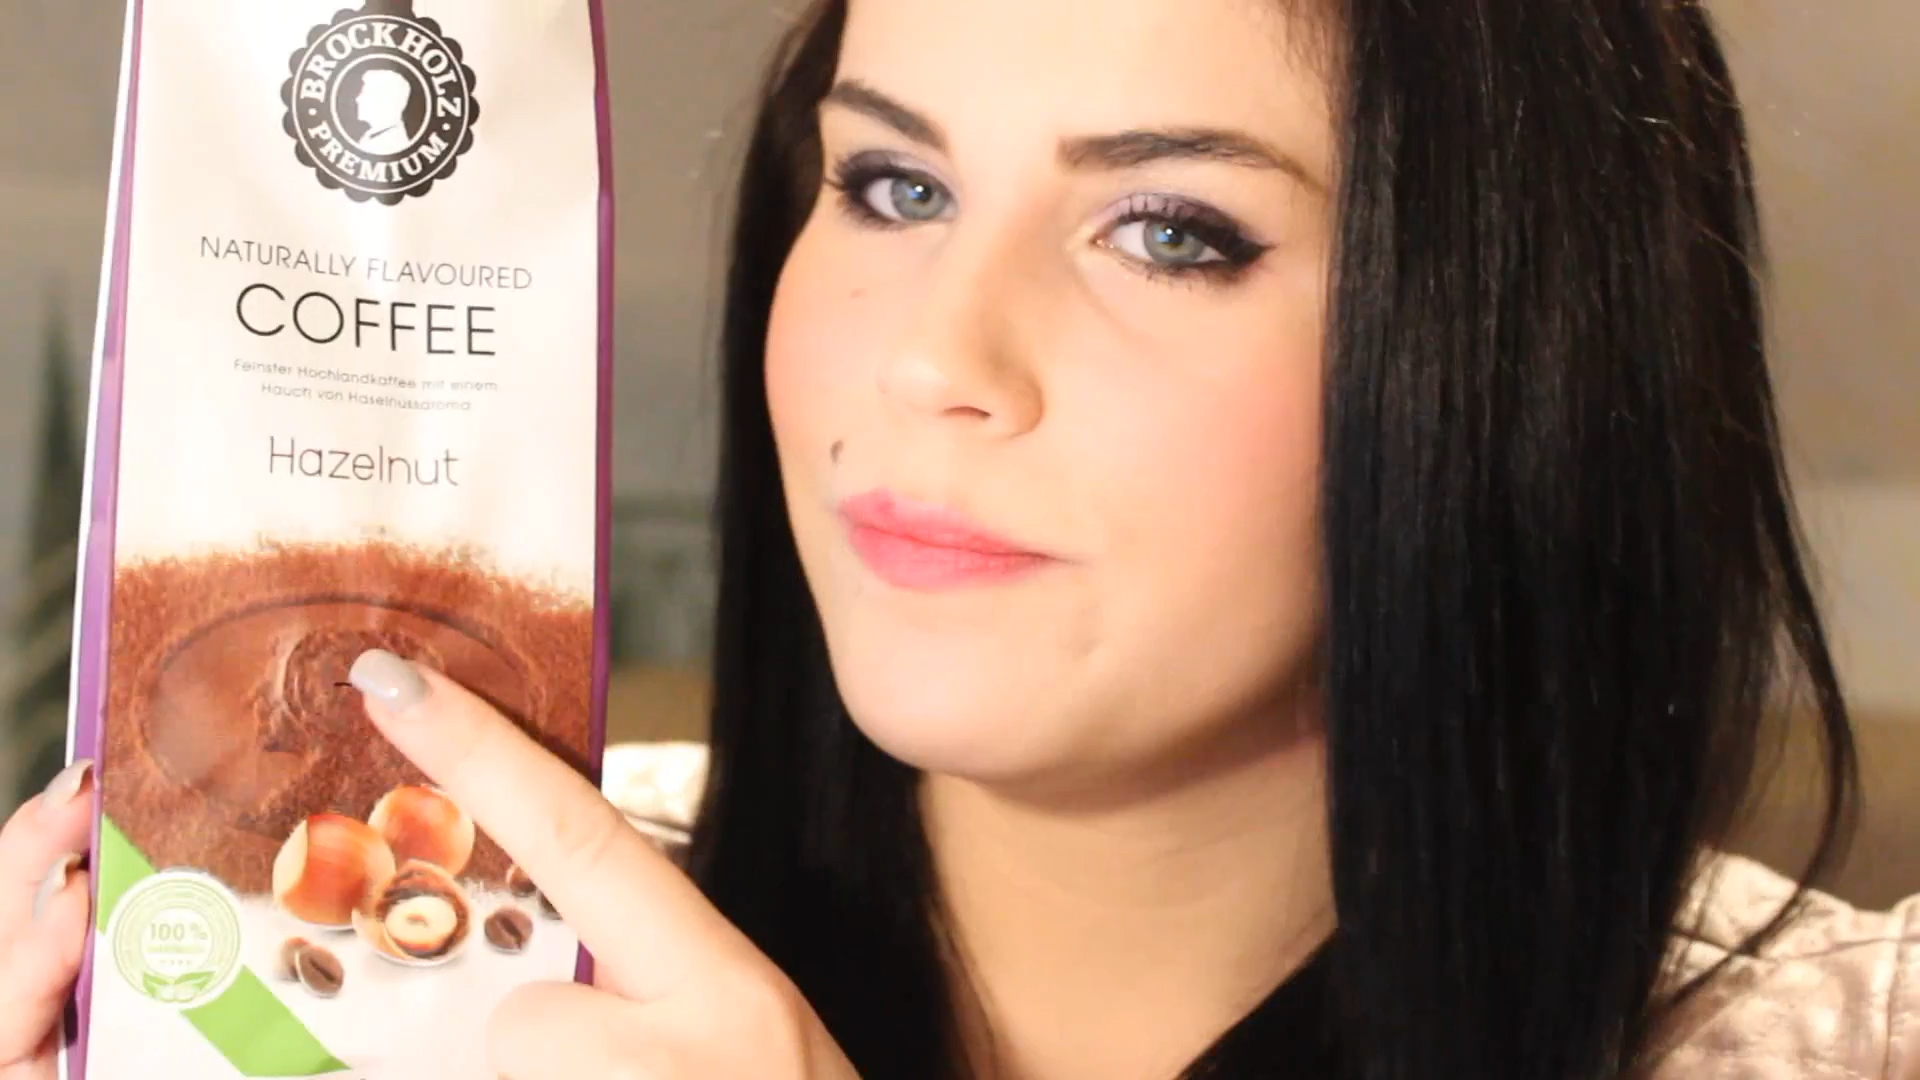 BROCKHOLZ
PREMIUM
NATURALLY FLAVOURED
COFFEE
Feinster Hochlandkaffee mit einem
Hauch von Haselnussaroma
Hazelnut
100 %